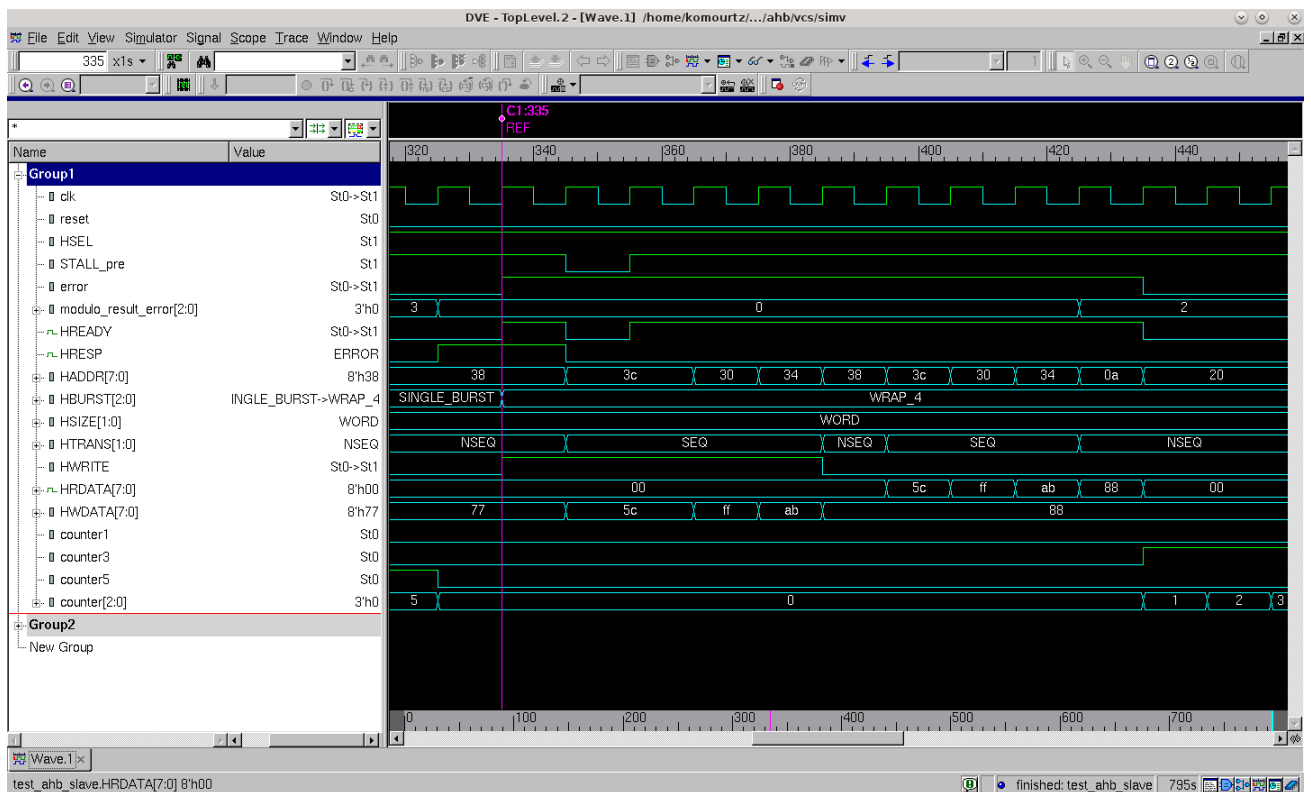 DVE - TopLevel.2 - [Wave.1] /home/komourtz/.../ahb/vcs/simv
File Edit View Simulator Signal Scope Trace Window Help
335 x1s
C1:335
REF
*
Name Value 320 340 360 380 400 420 440
Group1
clk St0->St1
reset St0
HSEL St1
STALL_pre St1
error St0->St1
modulo_result_error[2:0] 3'h0 3 0 2
HREADY St0->St1
HRESP ERROR
HADDR[7:0] 8'h38 38 3c 30 34 38 3c 30 34 0a 20
HBURST[2:0] INGLE_BURST->WRAP_4 SINGLE_BURST WRAP_4
HSIZE[1:0] WORD WORD
HTRANS[1:0] NSEQ NSEQ SEQ NSEQ SEQ NSEQ
HWRITE St0->St1
HRDATA[7:0] 8'h00 00 5c ff ab 88 00
HWDATA[7:0] 8'h77 77 5c ff ab 88
counter1 St0
counter3 St0
counter5 St0
counter[2:0] 3'h0 5 0 1 2 3
Group2
New Group
0 100 200 300 400 500 600 700
Wave.1
test_ahb_slave.HRDATA[7:0] 8'h00 finished: test_ahb_slave 795s